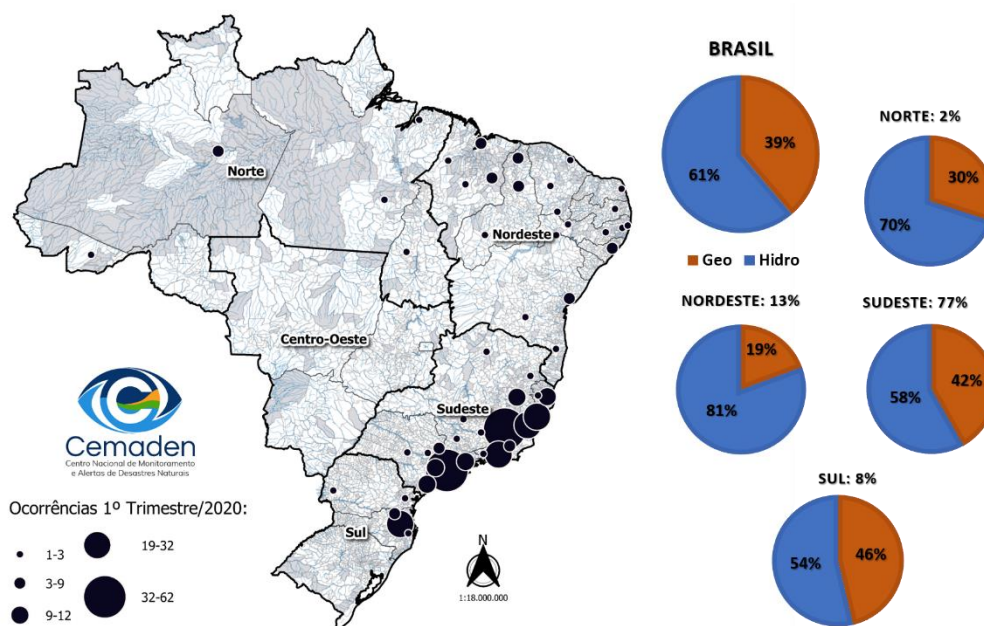 Norte
Nordeste
Centro-Oeste
Sudeste
Sul
Cemaden
Centro Nacional de Monitoramento
e Alertas de Desastres Naturais
Ocorrências 1º Trimestre/2020:
1-3
3-9
9-12
19-32
32-62
N
1:18.000.000
BRASIL
39%
61%
Geo
Hidro
NORTE: 2%
30%
70%
NORDESTE: 13%
19%
81%
SUDESTE: 77%
42%
58%
SUL: 8%
54%
46%